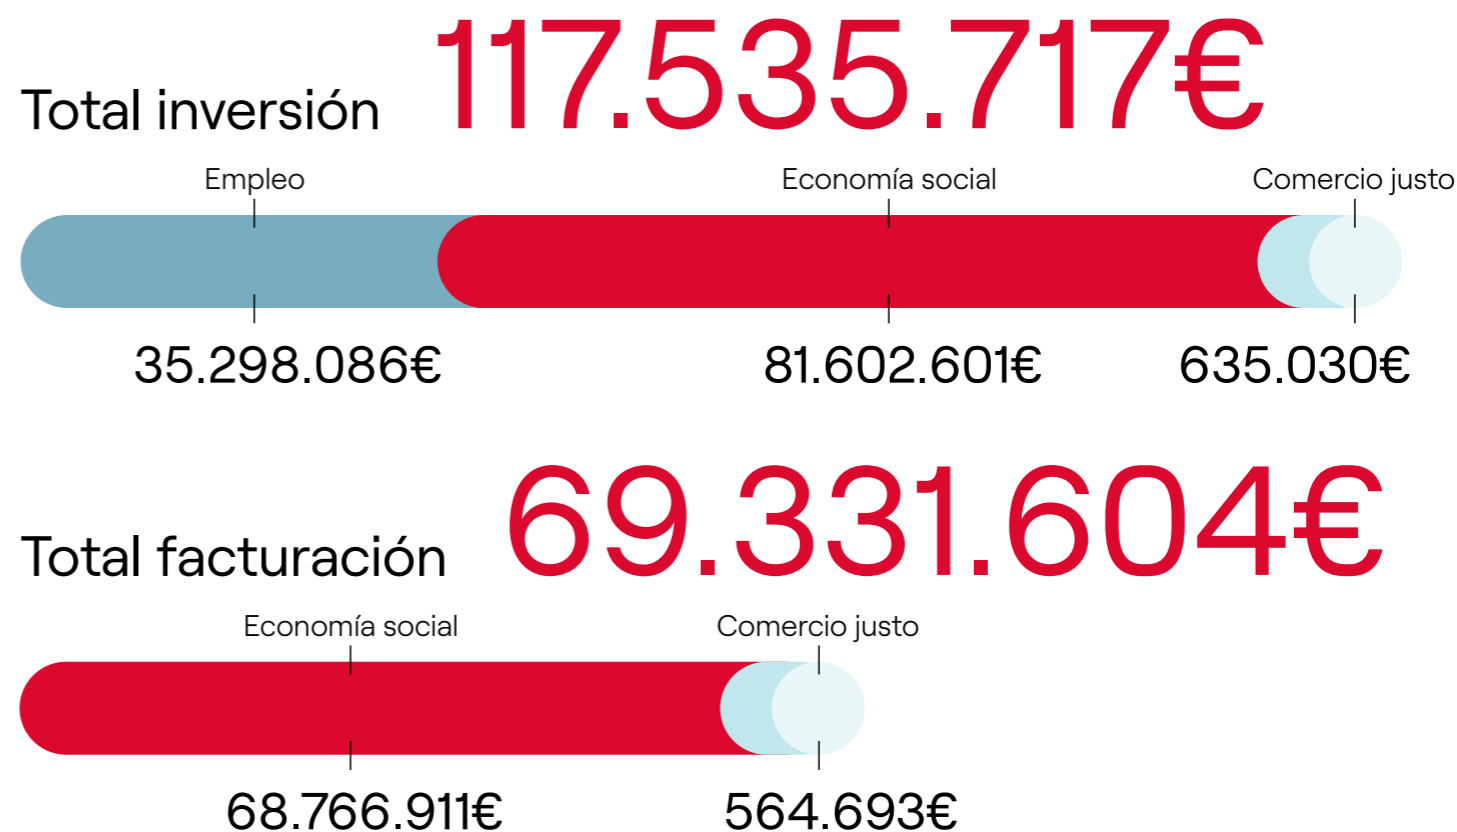 Total inversión 117.535.717€
Empleo Economía social Comercio justo
35.298.086€ 81.602.601€ 635.030€
Total facturación 69.331.604€
Economía social Comercio justo
68.766.911€ 564.693€